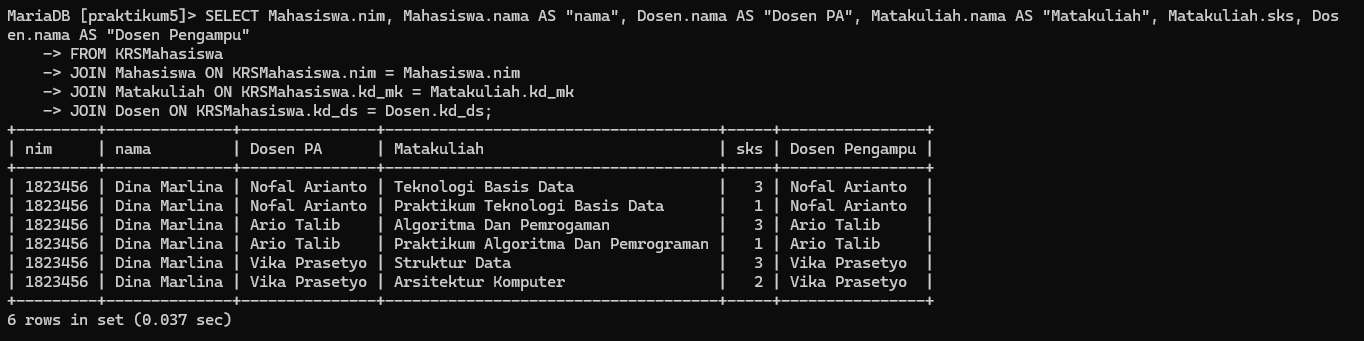 MariaDB [praktikum5]> SELECT Mahasiswa.nim, Mahasiswa.nama AS "nama", Dosen.nama AS "Dosen PA", Matakuliah.nama AS "Matakuliah", Matakuliah.sks, Dos
en.nama AS "Dosen Pengampu"
    -> FROM KRSMahasiswa
    -> JOIN Mahasiswa ON KRSMahasiswa.nim = Mahasiswa.nim
    -> JOIN Matakuliah ON KRSMahasiswa.kd_mk = Matakuliah.kd_mk
    -> JOIN Dosen ON KRSMahasiswa.kd_ds = Dosen.kd_ds;
+---------+--------------+---------------+-------------------------------------+-----+----------------+
| nim     | nama         | Dosen PA      | Matakuliah                          | sks | Dosen Pengampu |
+---------+--------------+---------------+-------------------------------------+-----+----------------+
| 1823456 | Dina Marlina | Nofal Arianto | Teknologi Basis Data                |   3 | Nofal Arianto  |
| 1823456 | Dina Marlina | Nofal Arianto | Praktikum Teknologi Basis Data      |   1 | Nofal Arianto  |
| 1823456 | Dina Marlina | Ario Talib    | Algoritma Dan Pemrogaman            |   3 | Ario Talib     |
| 1823456 | Dina Marlina | Ario Talib    | Praktikum Algoritma Dan Pemrograman |   1 | Ario Talib     |
| 1823456 | Dina Marlina | Vika Prasetyo | Struktur Data                       |   3 | Vika Prasetyo  |
| 1823456 | Dina Marlina | Vika Prasetyo | Arsitektur Komputer                 |   2 | Vika Prasetyo  |
+---------+--------------+---------------+-------------------------------------+-----+----------------+
6 rows in set (0.037 sec)